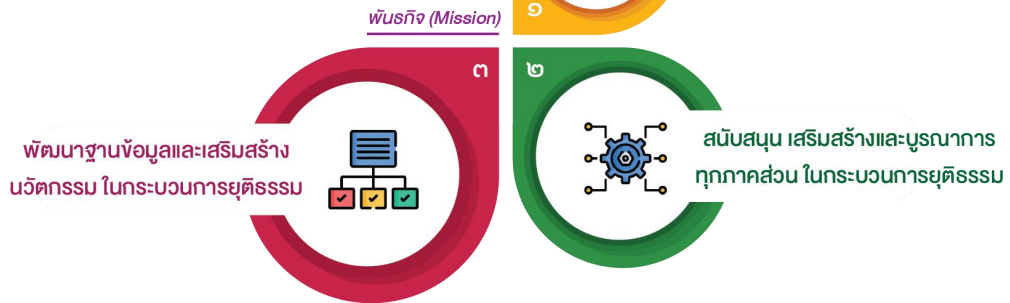 พันธกิจ (Mission)
๑
๓
๒
พัฒนาฐานข้อมูลและเสริมสร้าง
นวัตกรรม ในกระบวนการยุติธรรม
สนับสนุน เสริมสร้างและบูรณาการ
ทุกภาคส่วน ในกระบวนการยุติธรรม